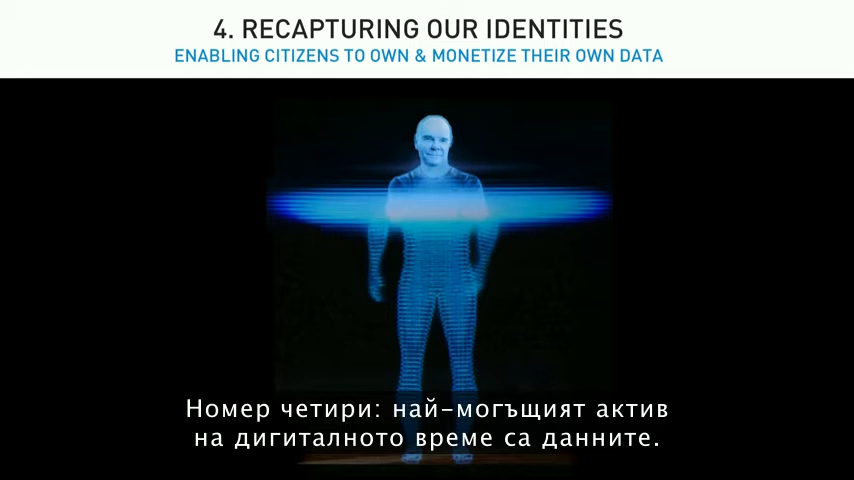 4. RECAPTURING OUR IDENTITIES
ENABLING CITIZENS TO OWN & MONETIZE THEIR OWN DATA
Номер четири: най-могъщият актив
на дигиталното време са данните.